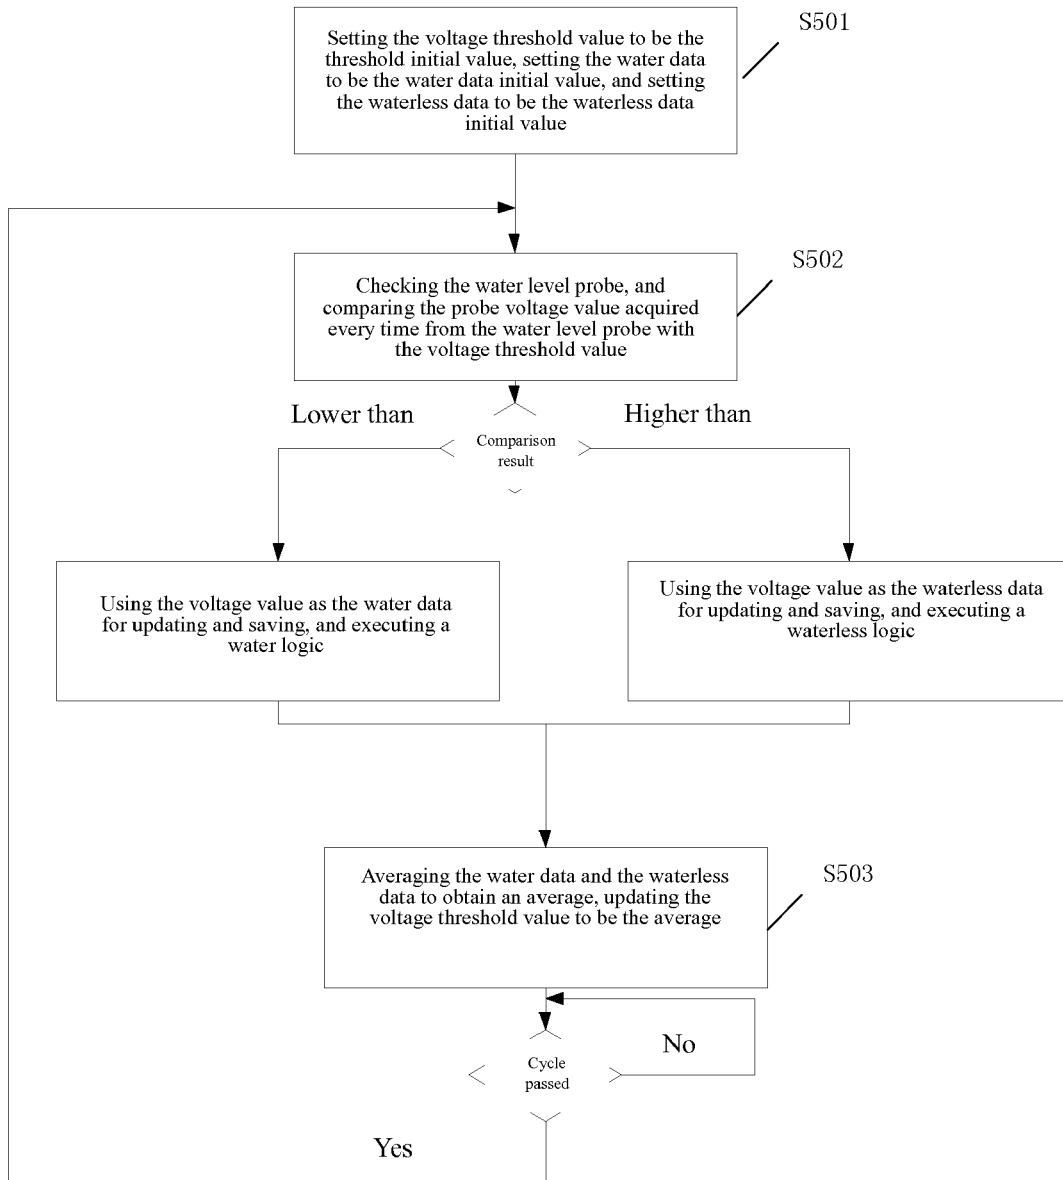 S501
Setting the voltage threshold value to be the
threshold initial value, setting the water data
to be the water data initial value, and setting
the waterless data to be the waterless data
initial value
S502
Checking the water level probe, and
comparing the probe voltage value acquired
every time from the water level probe with
the voltage threshold value
Lower than
Higher than
Comparison
result
Using the voltage value as the water data
for updating and saving, and executing a
water logic
Using the voltage value as the waterless data
for updating and saving, and executing a
waterless logic
S503
Averaging the water data and the waterless
data to obtain an average, updating the
voltage threshold value to be the average
No
Cycle
passed
Yes